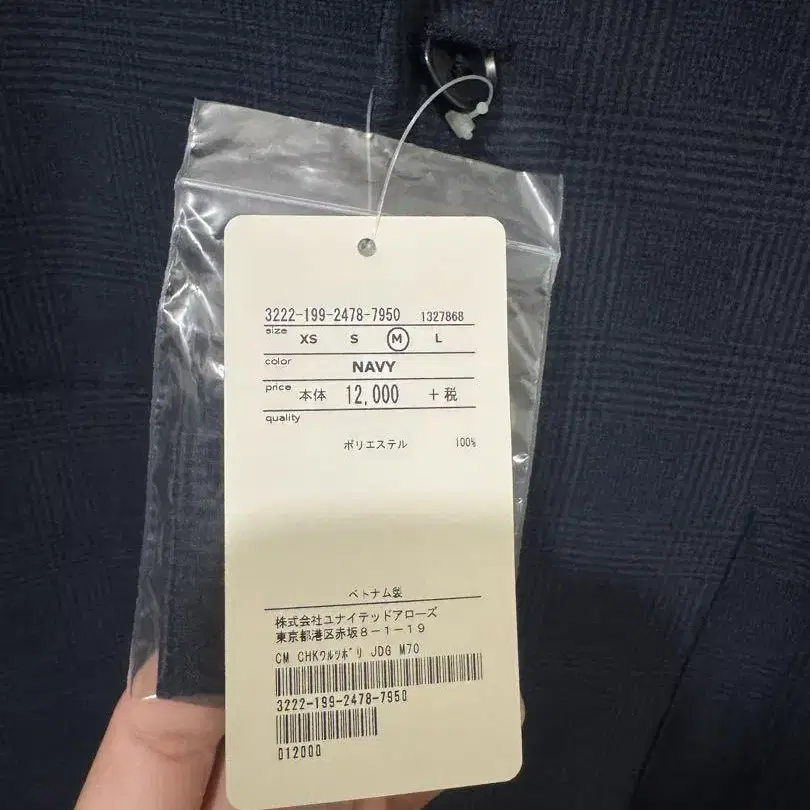 3222-199-2478-7950 1327868
size XS S M L
color NAVY
price 本体 12,000 +税
quality
ポリエステル 100%
ベトナム製
株式会社ユナイテッドアローズ
東京都港区赤坂8-1-19
CM CHKワルツポリ JDG M70
3222-199-2478-7950
012000